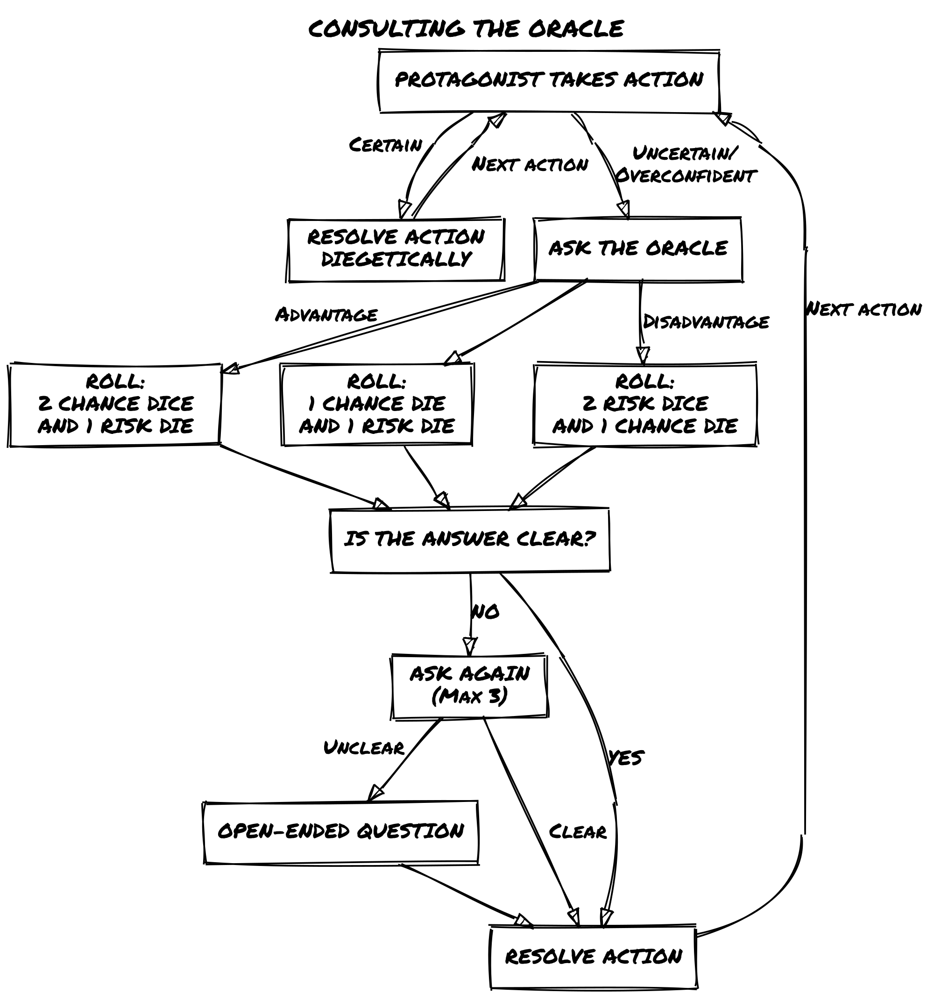 CONSULTING THE ORACLE
PROTAGONIST TAKES ACTION
CERTAIN
NEXT ACTION
UNCERTAIN/
OVERCONFIDENT
RESOLVE ACTION
DIEGETICALLY
ASK THE ORACLE
ADVANTAGE
DISADVANTAGE
NEXT ACTION
ROLL:
2 CHANCE DICE
AND 1 RISK DIE
ROLL:
1 CHANCE DIE
AND 1 RISK DIE
ROLL:
2 RISK DICE
AND 1 CHANCE DIE
IS THE ANSWER CLEAR?
NO
ASK AGAIN
(MAX 3)
UNCLEAR
YES
OPEN-ENDED QUESTION
CLEAR
RESOLVE ACTION